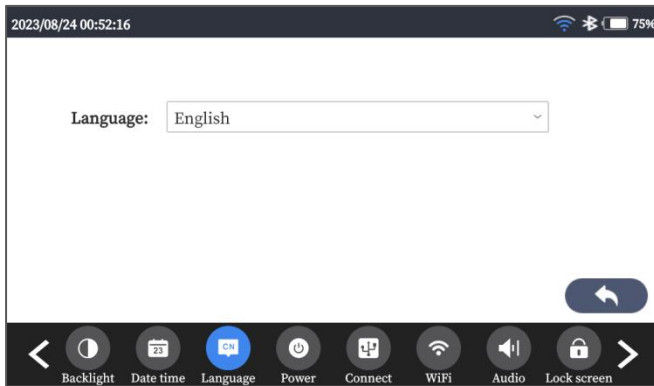 2023/08/24 00:52:16 75%
Language: English
23 CN
Backlight Date time Language Power Connect WiFi Audio Lock screen